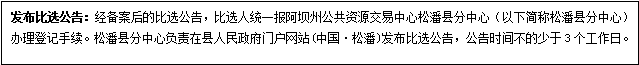 发布比选公告：经备案后的比选公告，比选人统一报阿坝州公共资源交易中心松潘县分中心（以下简称松潘县分中心）
办理登记手续。松潘县分中心负责在县人民政府门户网站(中国·松潘)发布比选公告，公告时间不的少于 3 个工作日。